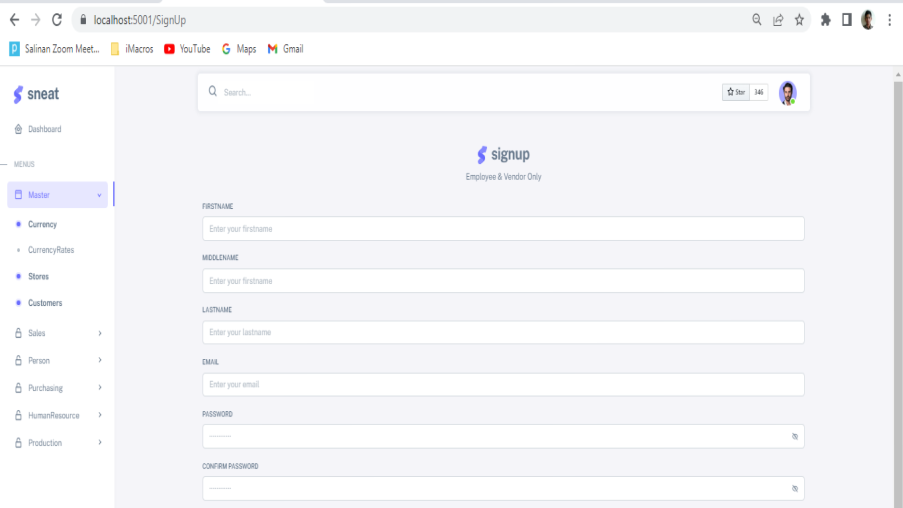 localhost:5001/SignUp
Salinan Zoom Meet...
iMacros
YouTube
Maps
Gmail
sneat
Dashboard
MENUS
Master
Currency
CurrencyRates
Stores
Customers
Sales
Person
Purchasing
HumanResource
Production
Search...
Star
346
signup
Employee & Vendor Only
FIRSTNAME
Enter your firstname
MIDDLENAME
Enter your firstname
LASTNAME
Enter your lastname
EMAIL
Enter your email
PASSWORD
CONFIRM PASSWORD